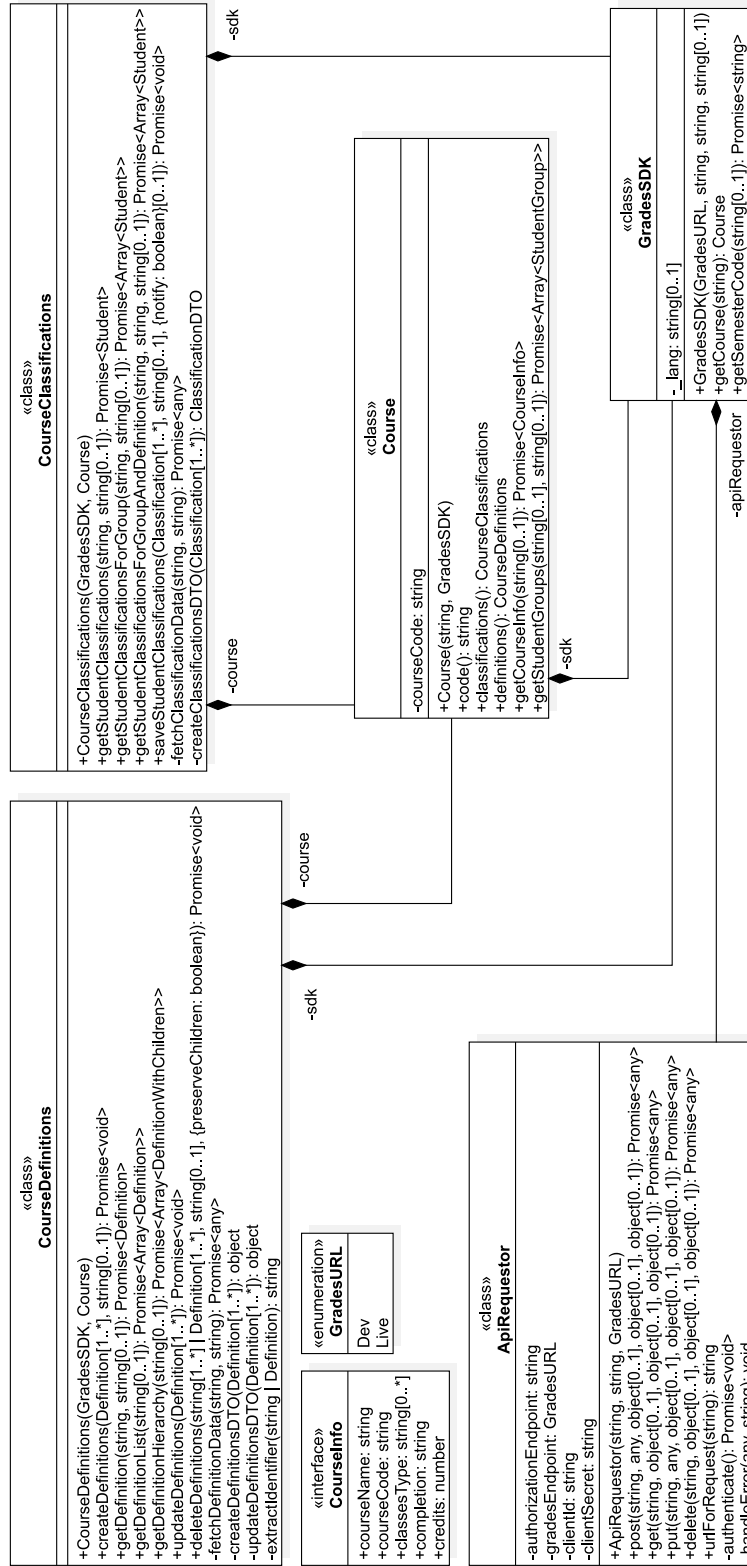 «class»
CourseDefinitions
+CourseDefinitions(GradesSDK, Course)
+createDefinitions(Definition[1..*], string[0..1]): Promise<void>
+getDefinition(string, string[0..1]): Promise<Definition>
+getDefinitionList(string[0..1]): Promise<Array<Definition>>
+getDefinitionHierarchy(string[0..1]): Promise<Array<DefinitionWithChildren>>
+updateDefinitions(Definition[1..*]): Promise<void>
+deleteDefinitions(string[1..*] | Definition[1..*], string[0..1], {preserveChildren: boolean}): Promise<void>
-fetchDefinitionData(string, string): Promise<any>
-createDefinitionsDTO(Definition[1..*]): object
-updateDefinitionsDTO(Definition[1..*]): object
-extractIdentifier(string | Definition): string
«class»
CourseClassifications
+CourseClassifications(GradesSDK, Course)
+getStudentClassifications(string, string[0..1]): Promise<Student>
+getStudentClassificationsForGroup(string, string[0..1]): Promise<Array<Student>>
+getStudentClassificationsForGroupAndDefinition(string, string, string[0..1]): Promise<Array<Student>>
+saveStudentClassifications(Classification[1..*], string[0..1], {notify: boolean}[0..1]): Promise<void>
-fetchClassificationData(string, string): Promise<any>
-createClassificationsDTO(Classification[1..*]): ClassificationDTO
-sdk
-course
-course
-sdk
«interface»
CourseInfo
+courseName: string
+courseCode: string
+classesType: string[0..*]
+completion: string
+credits: number
«enumeration»
GradesURL
Dev
Live
«class»
Course
-courseCode: string
+Course(string, GradesSDK)
+code(): string
+classifications(): CourseClassifications
+definitions(): CourseDefinitions
+getCourseInfo(string[0..1]): Promise<CourseInfo>
+getStudentGroups(string[0..1], string[0..1]): Promise<Array<StudentGroup>>
-sdk
«class»
ApiRequestor
-authorizationEndpoint: string
-gradesEndpoint: GradesURL
-clientId: string
-clientSecret: string
+ApiRequestor(string, string, GradesURL)
+post(string, any, object[0..1], object[0..1]): Promise<any>
+get(string, object[0..1], object[0..1]): Promise<any>
+put(string, any, object[0..1], object[0..1]): Promise<any>
+delete(string, object[0..1], object[0..1]): Promise<any>
+urlForRequest(string): string
-authenticate(): Promise<void>
-handleError(any, string): void
«class»
GradesSDK
-_lang: string[0..1]
+GradesSDK(GradesURL, string, string, string[0..1])
+getCourse(string): Course
+getSemesterCode(string[0..1]): Promise<string>
-apiRequestor